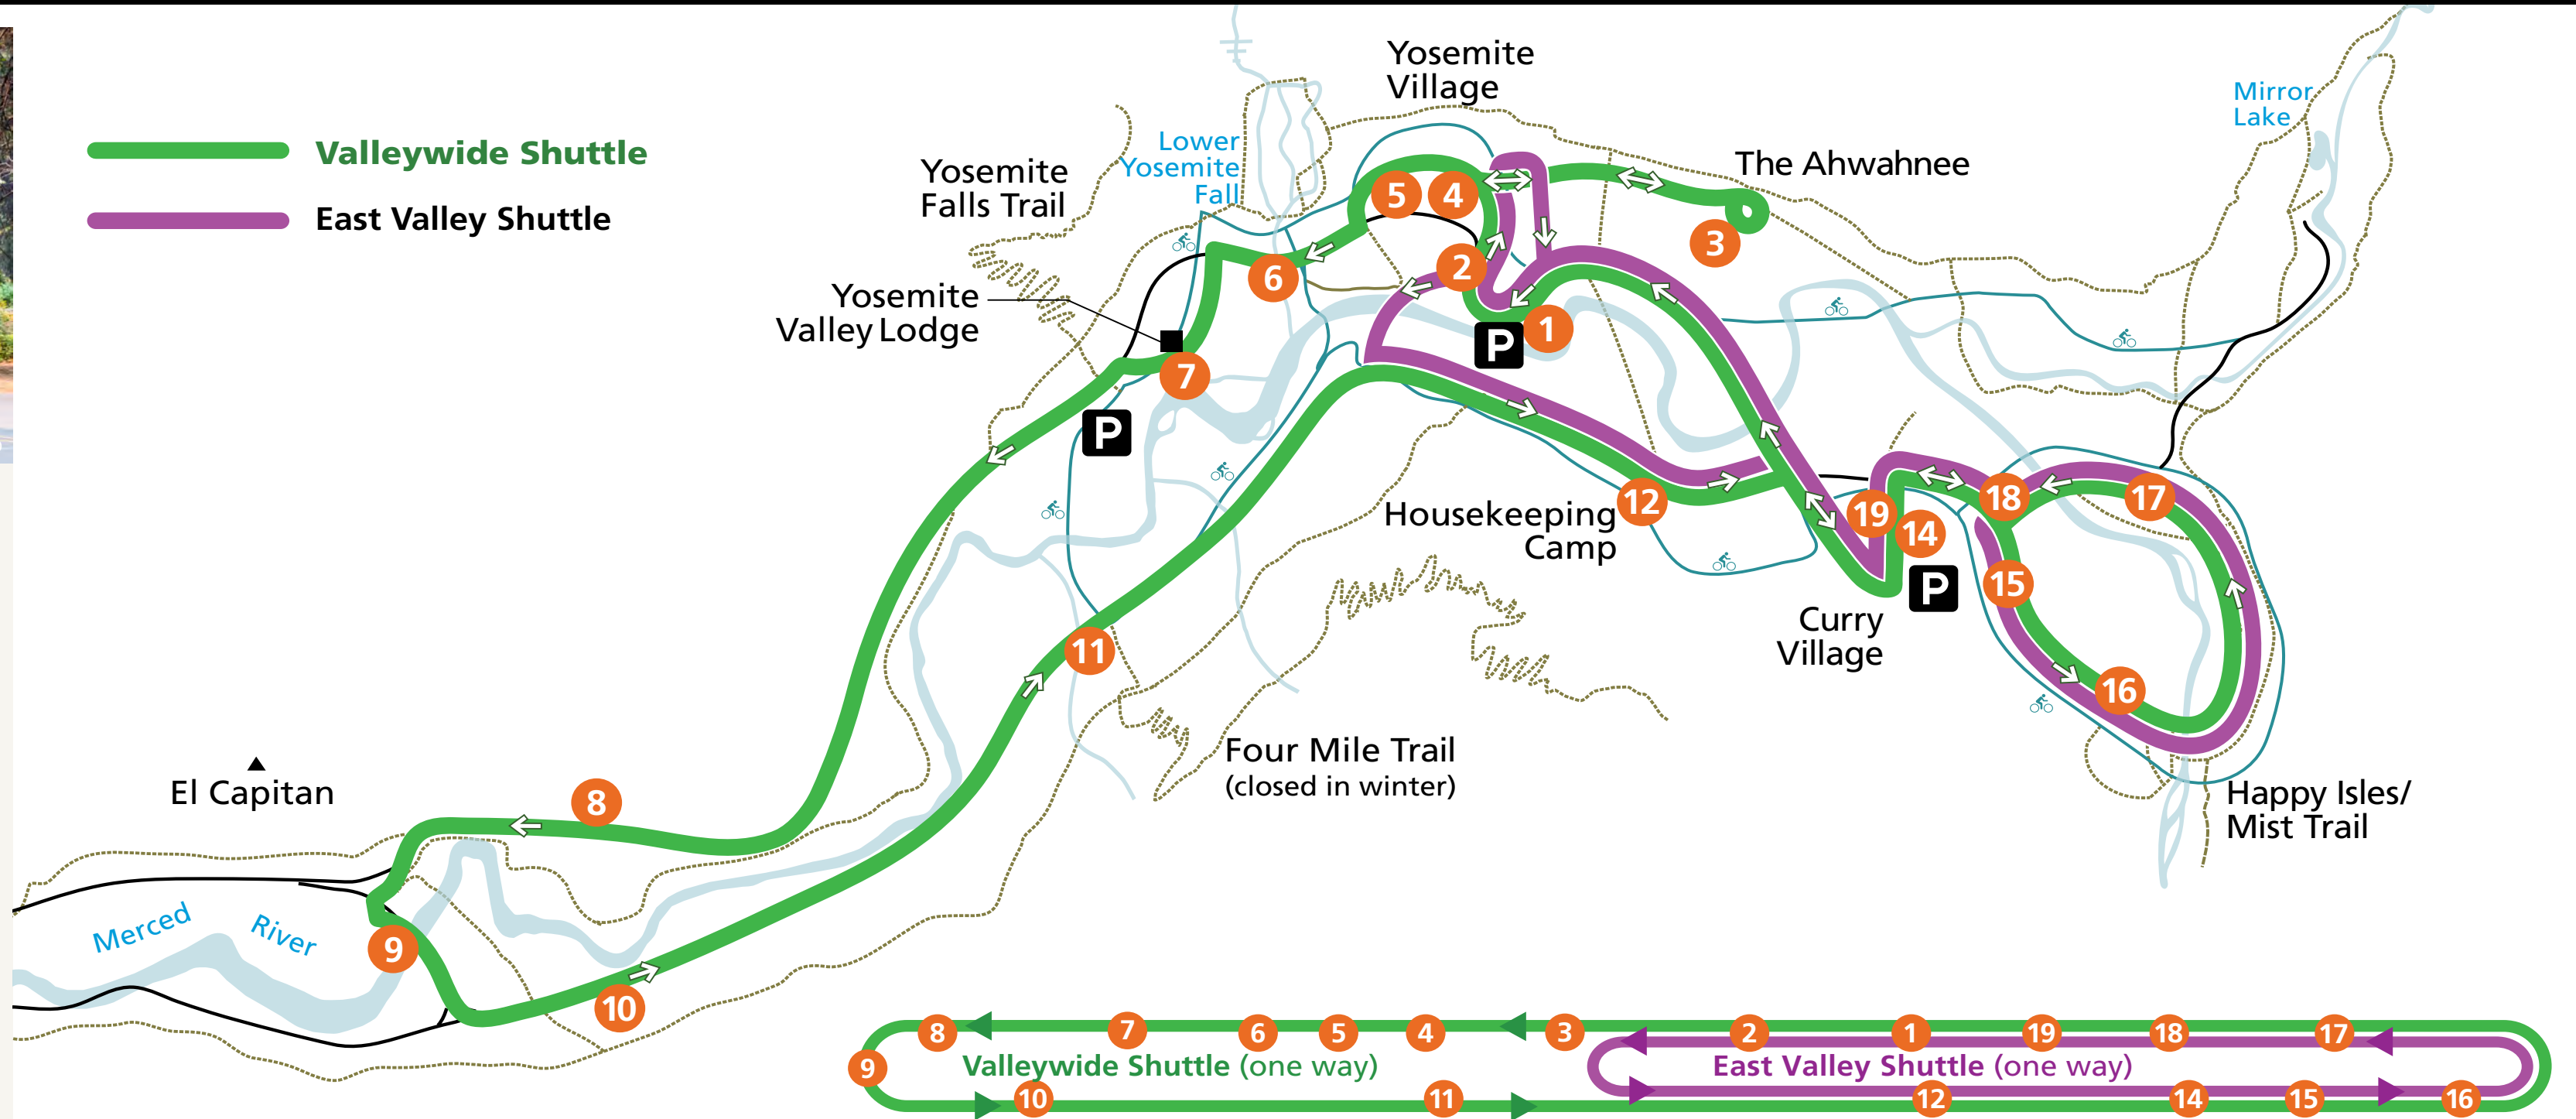 Valleywide Shuttle
East Valley Shuttle
Yosemite
Village
Mirror
Lake
Lower
Yosemite
Fall
Yosemite
Falls Trail
The Ahwahnee
5
4
3
2
6
Yosemite
Valley Lodge
1
P
7
P
12
Housekeeping
Camp
19
14
18
17
15
P
Curry
Village
16
11
Four Mile Trail
(closed in winter)
Happy Isles/
Mist Trail
El Capitan
8
Merced River
9
10
8 7 6 5 4 3 2 1 19 18 17
9 Valleywide Shuttle (one way) East Valley Shuttle (one way)
10 11 12 14 15 16